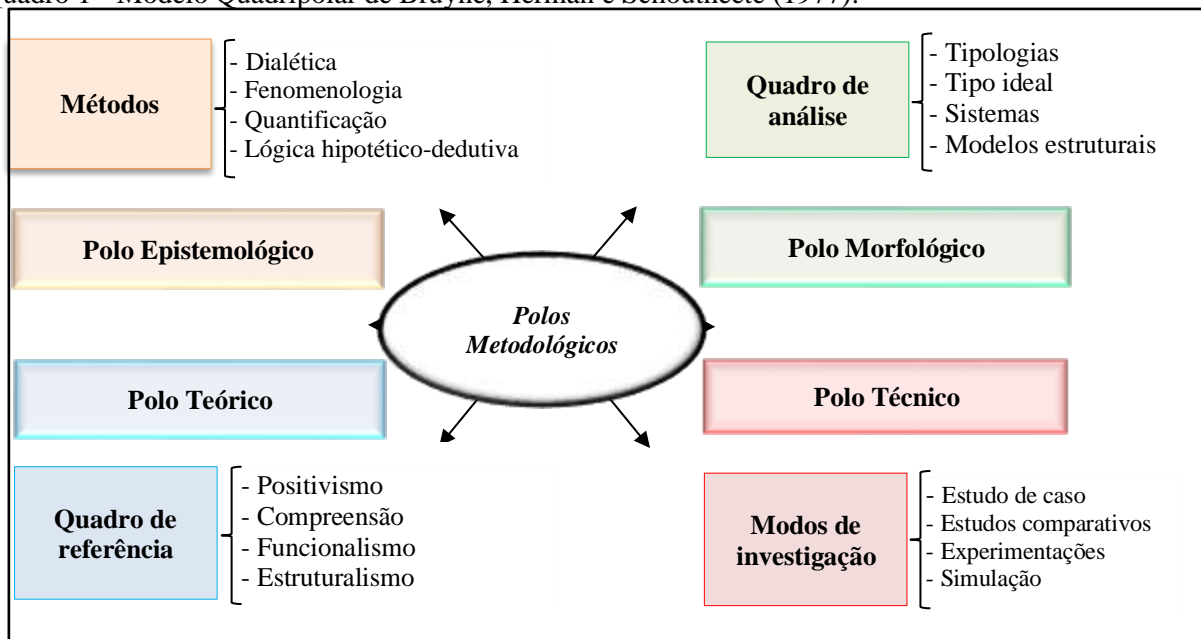 Métodos
- Dialética
- Fenomenologia
- Quantificação
- Lógica hipotético-dedutiva
Quadro de
análise
- Tipologias
- Tipo ideal
- Sistemas
- Modelos estruturais
Polo Epistemológico
Polo Morfológico
Polos
Metodológicos
Polo Teórico
Polo Técnico
Quadro de
referência
- Positivismo
- Compreensão
- Funcionalismo
- Estruturalismo
Modos de
investigação
- Estudo de caso
- Estudos comparativos
- Experimentações
- Simulação